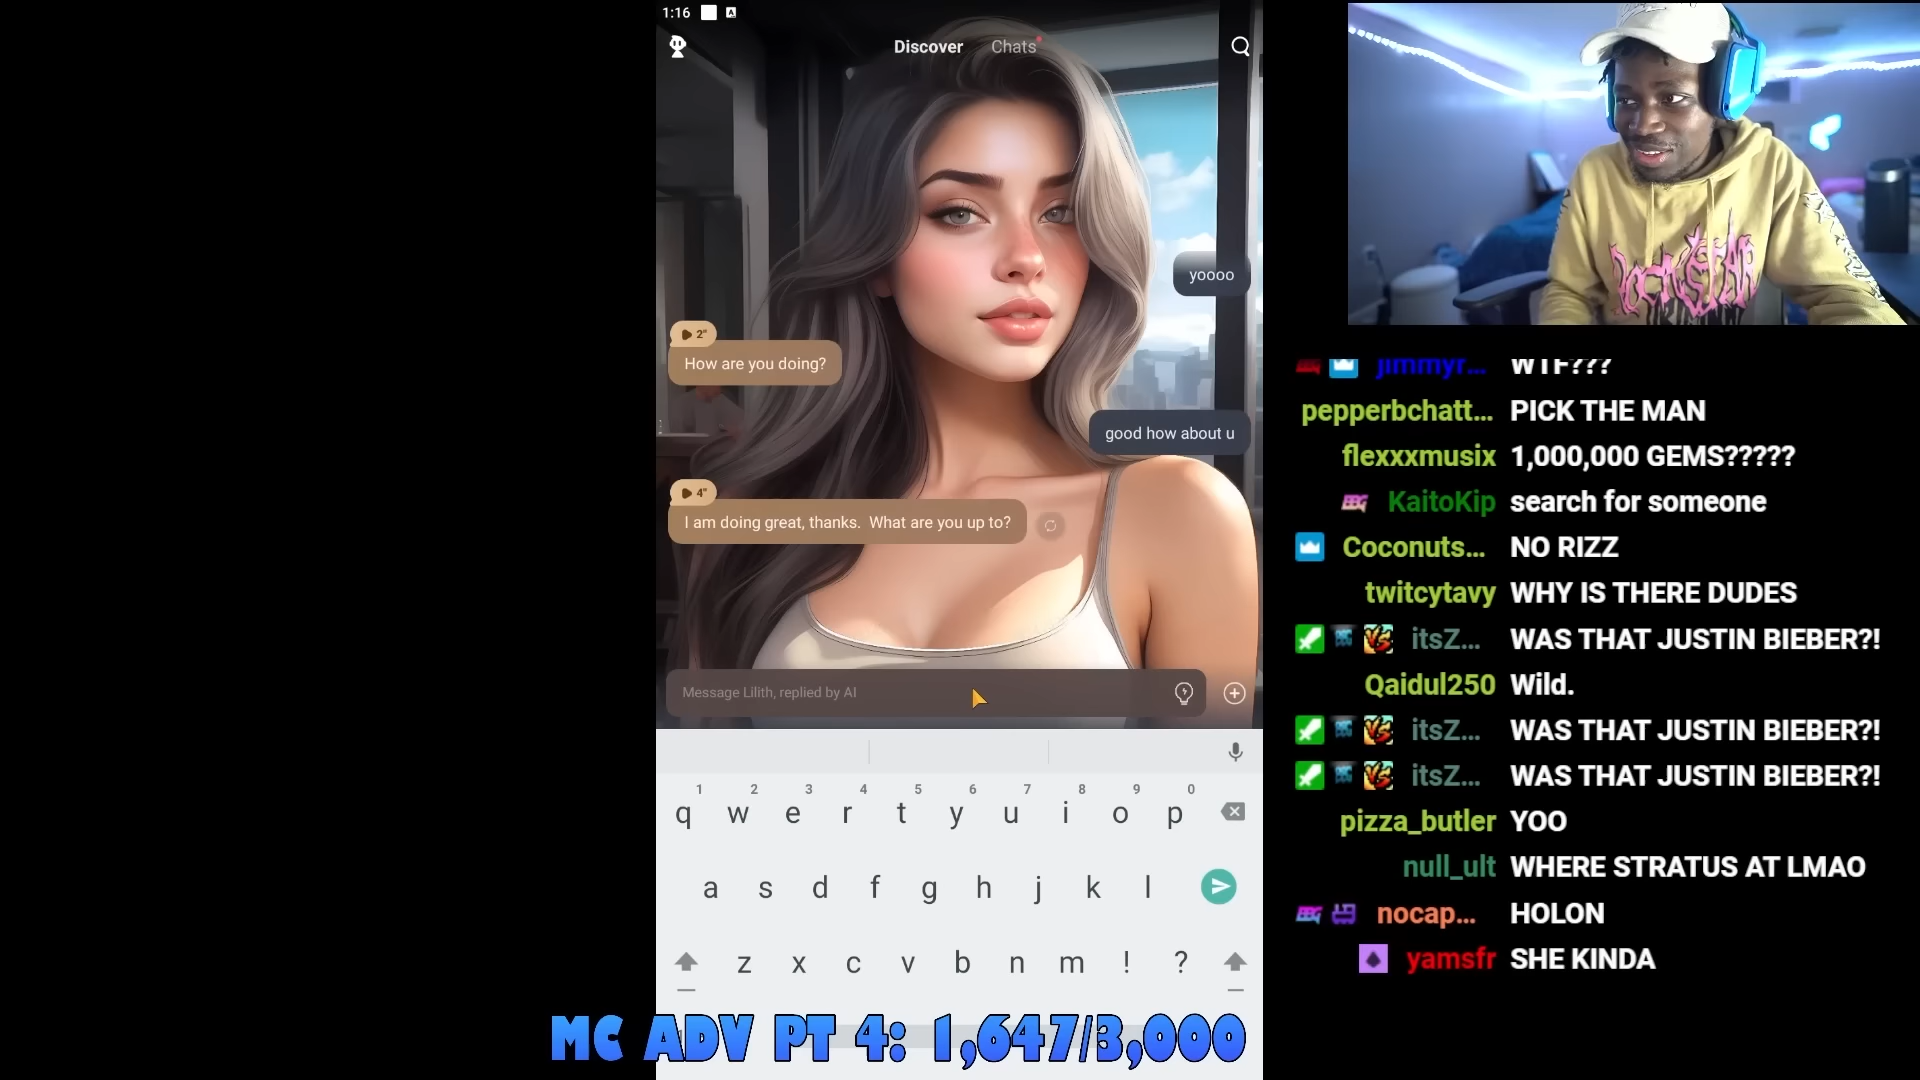 1:16
Discover Chats
yoooo
2"
How are you doing?
good how about u
4"
I am doing great, thanks. What are you up to?
Message Lilith, replied by AI
1 2 3 4 5 6 7 8 9 0
q w e r t y u i o p
a s d f g h j k l
z x c v b n m ! ?
MC ADV PT 4: 1,647/3,000
ROCKSTAR
jimmyr... WTF???
pepperbchatt... PICK THE MAN
flexxxmusix 1,000,000 GEMS?????
KaitoKip search for someone
Coconuts... NO RIZZ
twitcytavy WHY IS THERE DUDES
itsZ... WAS THAT JUSTIN BIEBER?!
Qaidul250 Wild.
itsZ... WAS THAT JUSTIN BIEBER?!
itsZ... WAS THAT JUSTIN BIEBER?!
pizza_butler YOO
null_ult WHERE STRATUS AT LMAO
nocap... HOLON
yamsfr SHE KINDA